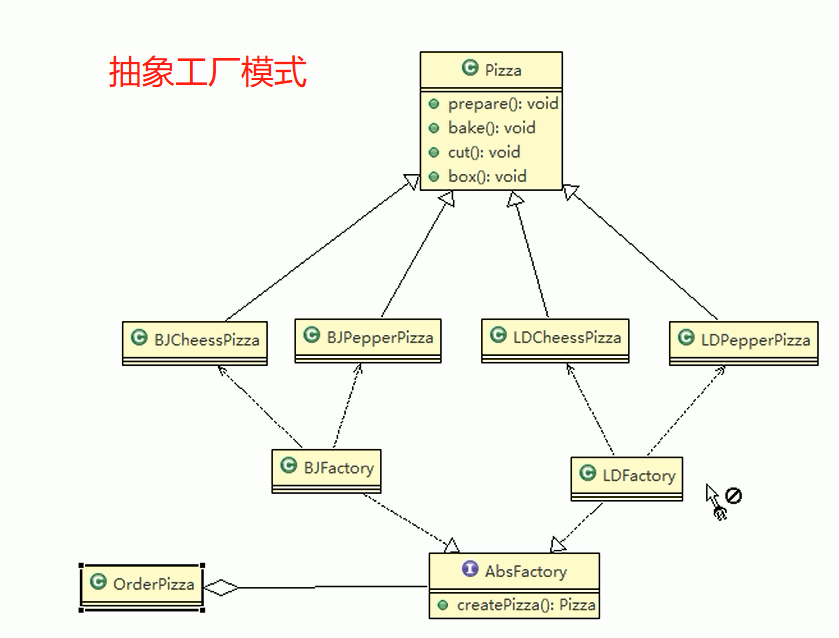 抽象工厂模式
C Pizza
prepare(): void
bake(): void
cut(): void
box(): void
C BJCheessPizza
C BJPepperPizza
C LDCheessPizza
C LDPepperPizza
C BJFactory
C LDFactory
C OrderPizza
I AbsFactory
createPizza(): Pizza